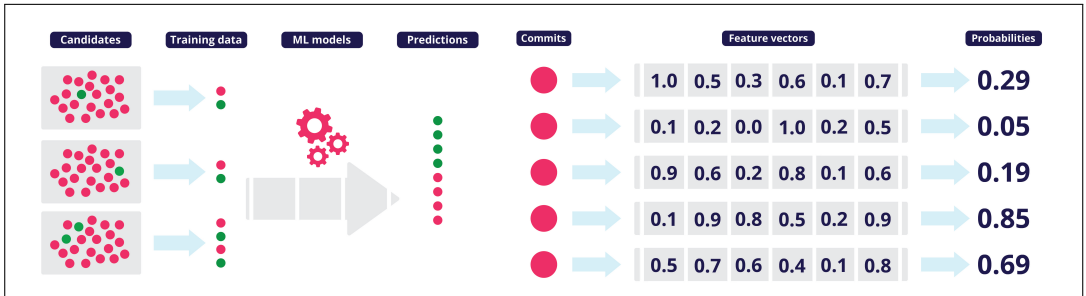 Candidates Training data ML models Predictions Commits Feature vectors Probabilities
1.0 0.5 0.3 0.6 0.1 0.7 0.29
0.1 0.2 0.0 1.0 0.2 0.5 0.05
0.9 0.6 0.2 0.8 0.1 0.6 0.19
0.1 0.9 0.8 0.5 0.2 0.9 0.85
0.5 0.7 0.6 0.4 0.1 0.8 0.69